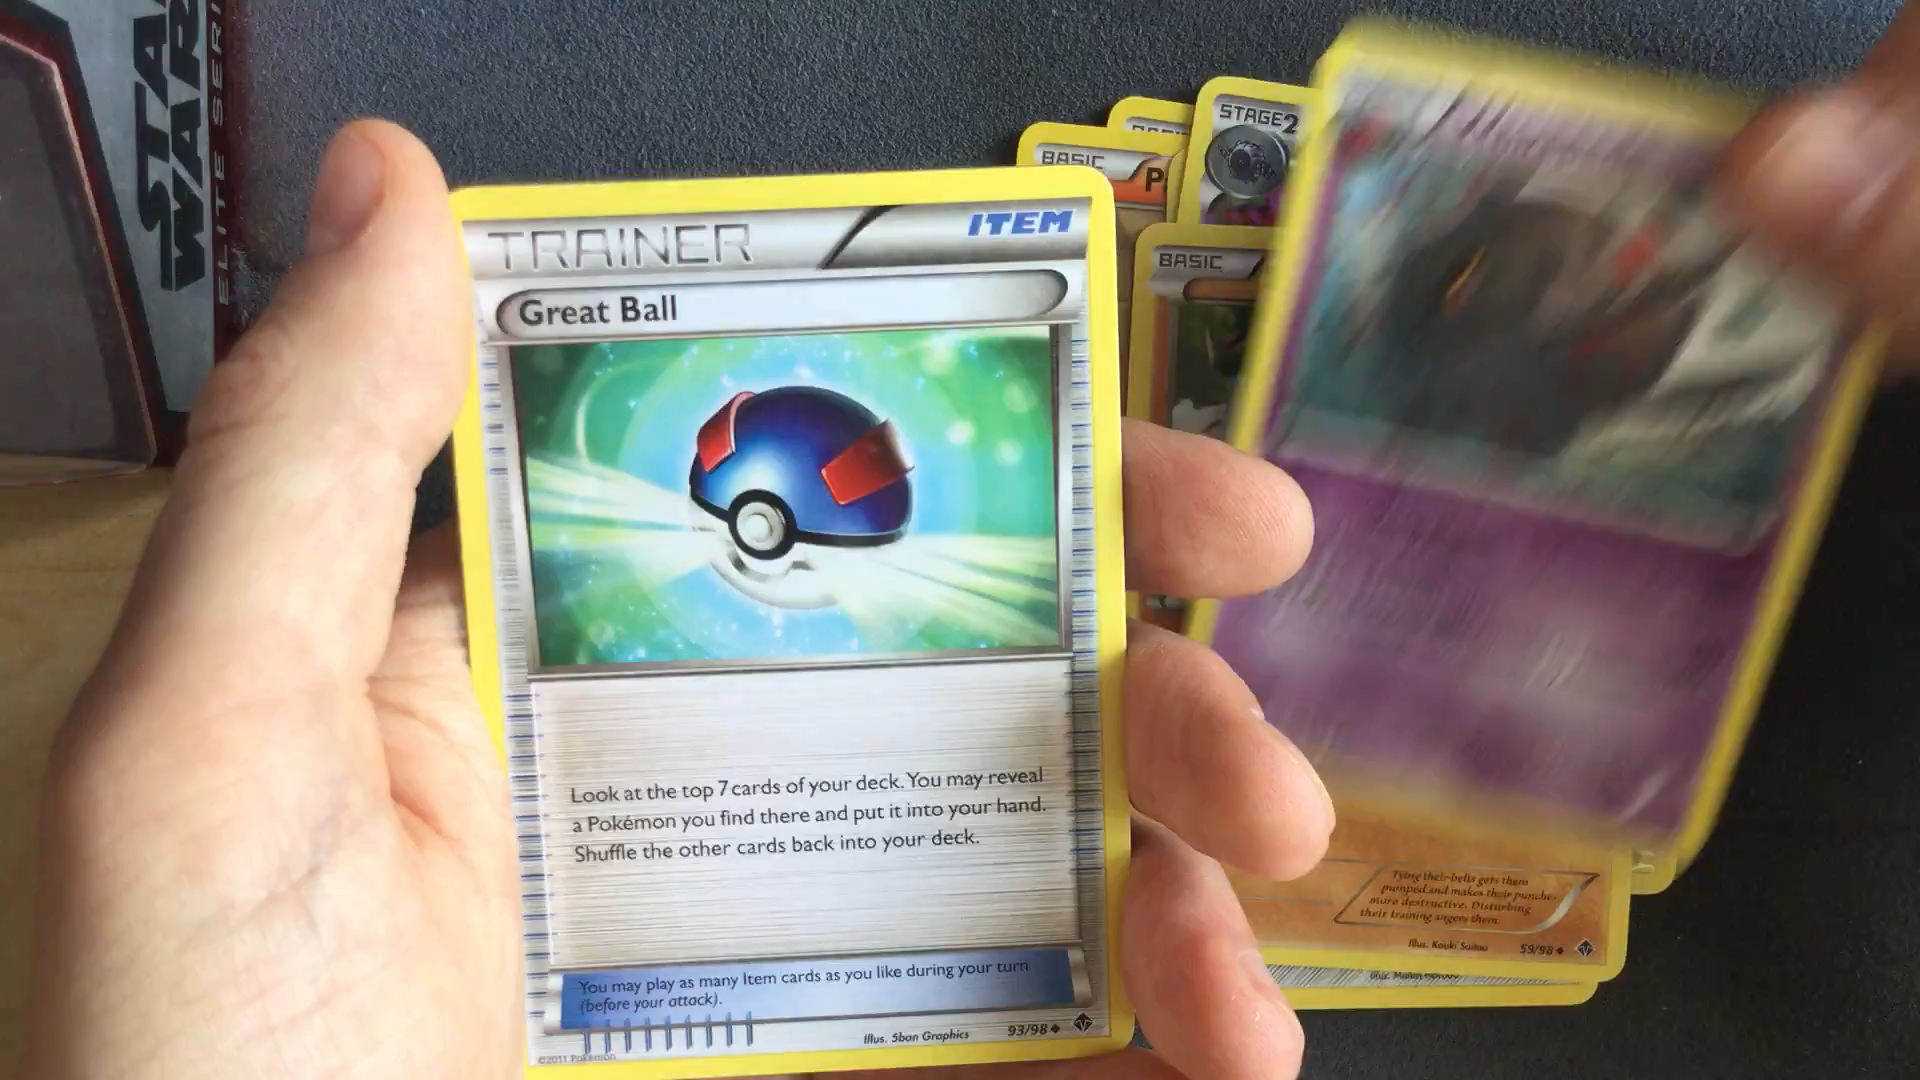 STAR
WARS
ELITE SERI
TRAINER
ITEM
Great Ball
Look at the top 7 cards of your deck. You may reveal
a Pokémon you find there and put it into your hand.
Shuffle the other cards back into your deck.
You may play as many Item cards as you like during your turn
(before your attack).
Illus. 5ban Graphics
93/98
©2011 Pokémon
BASIC
P
STAGE2
BASIC
Tying their belts gets them
pumped and makes their punches
more destructive. Disturbing
their training angers them.
Illus. Kouki Saitou
59/98
Illus.